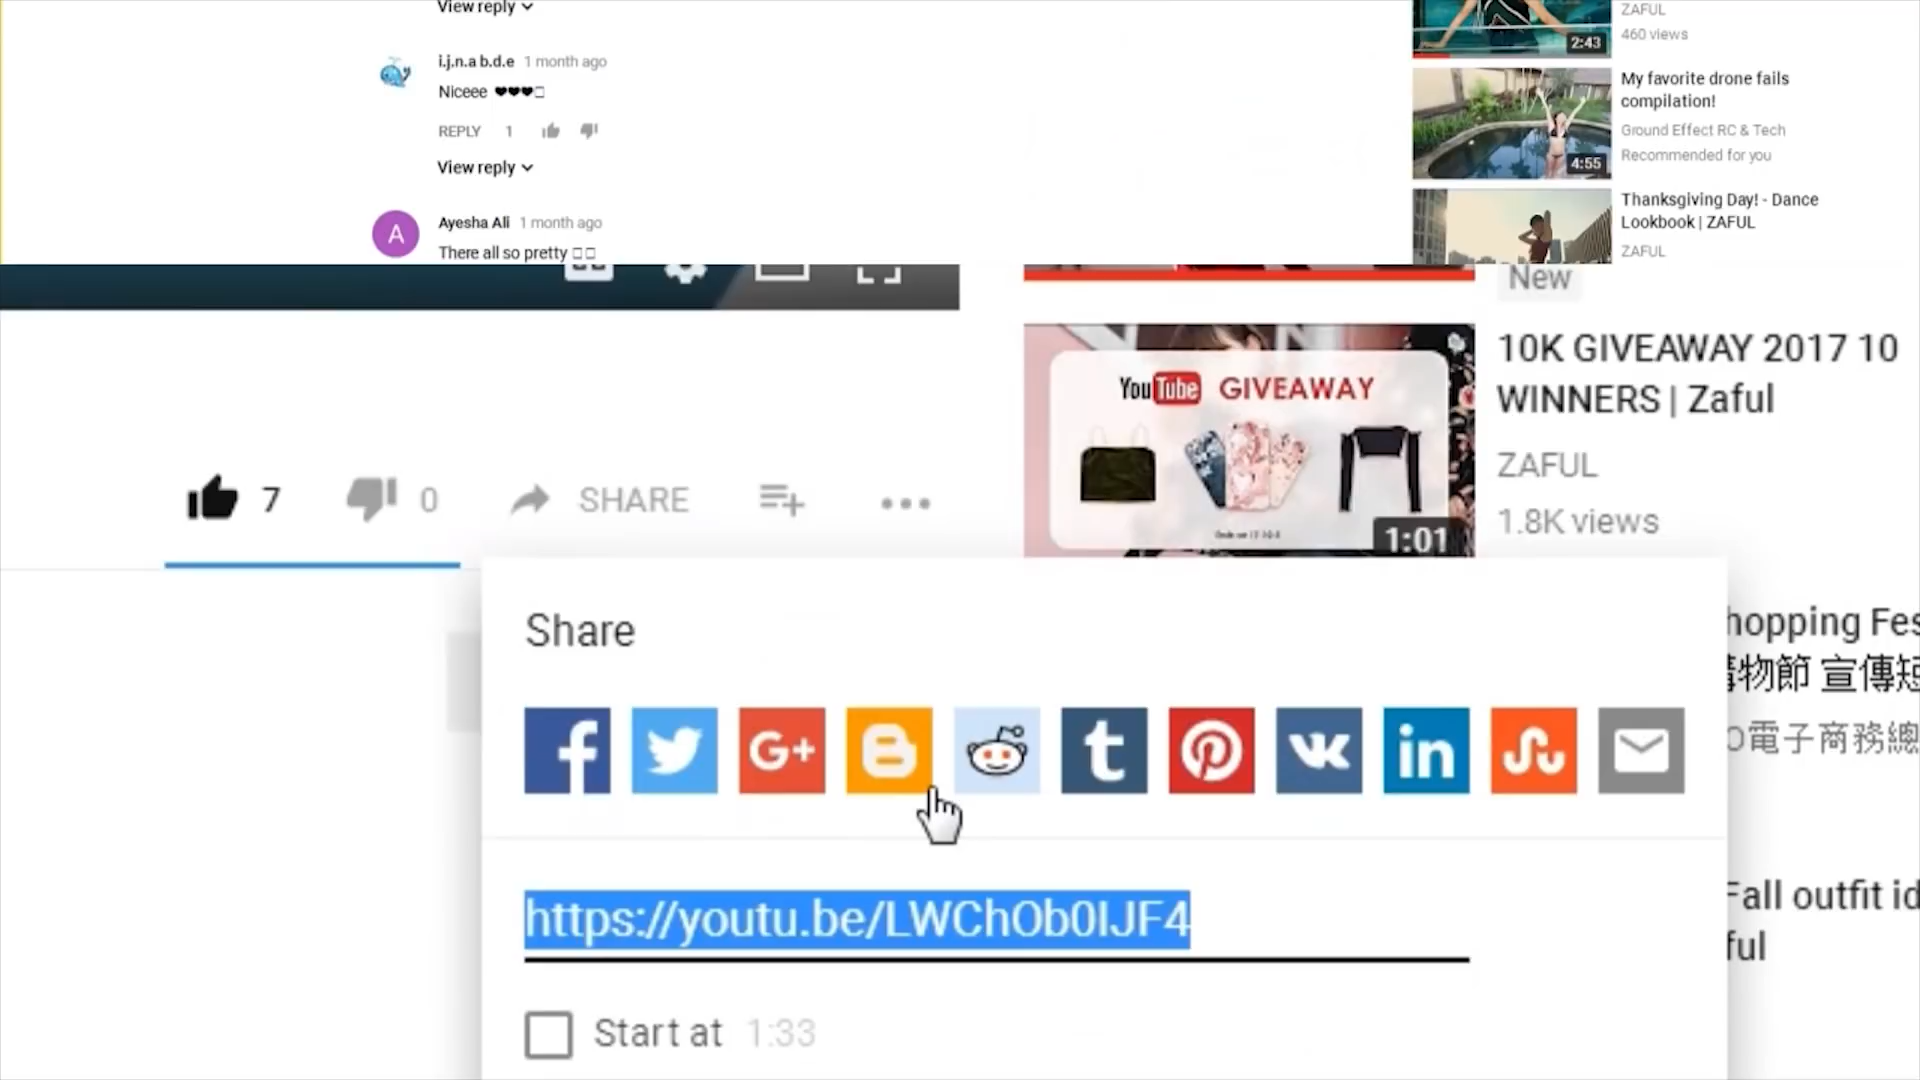 View reply
i.j.n.a b.d.e 1 month ago
Niceee ❤❤❤□
REPLY 1
View reply
A
Ayesha Ali 1 month ago
There all so pretty □□
ZAFUL
460 views
2:43
My favorite drone fails
compilation!
Ground Effect RC & Tech
Recommended for you
4:55
Thanksgiving Day! - Dance
Lookbook | ZAFUL
ZAFUL
New
YouTube GIVEAWAY
1:01
10K GIVEAWAY 2017 10
WINNERS | Zaful
ZAFUL
1.8K views
7 0 SHARE
Share
f G+ B t in
https://youtu.be/LWChOb0IJF4
Start at 1:33
hopping Fes
購物節 宣傳短
電子商務總
Fall outfit id
ful